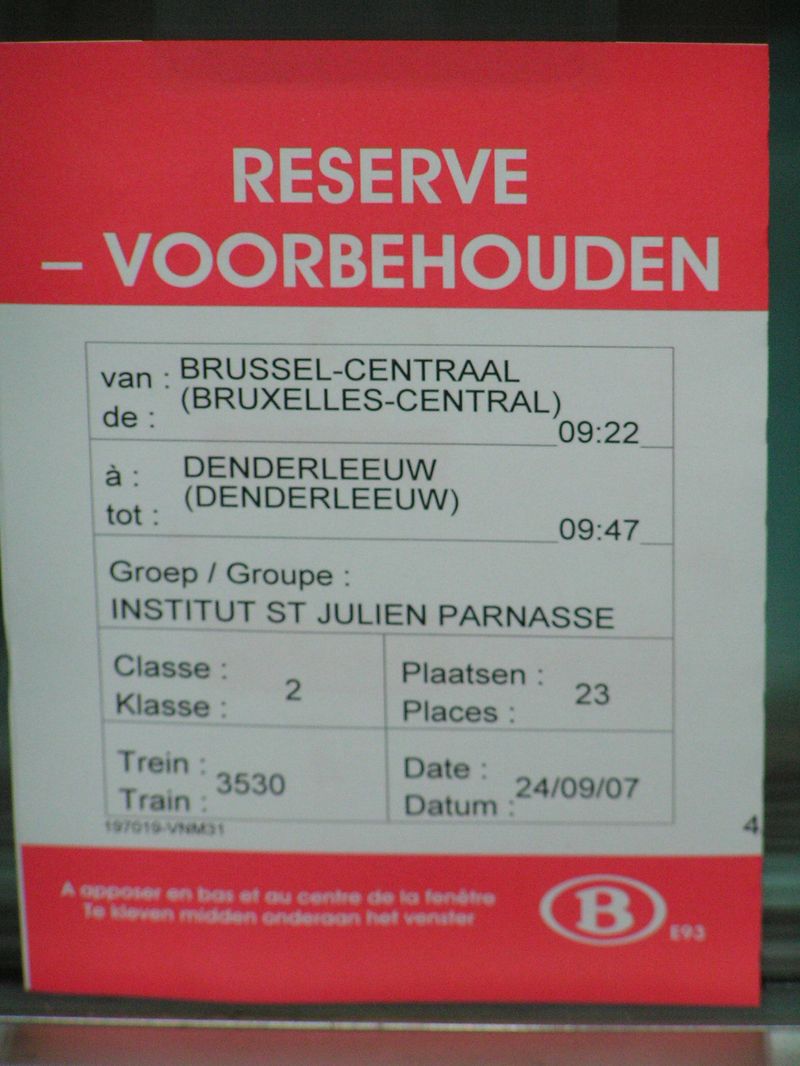 RESERVE
– VOORBEHOUDEN
van : BRUSSEL-CENTRAAL
de : (BRUXELLES-CENTRAL)
09:22
à : DENDERLEEUW
(DENDERLEEUW)
tot :
09:47
Groep / Groupe :
INSTITUT ST JULIEN PARNASSE
Classe :
Klasse : 2
Plaatsen :
Places : 23
Trein :
Train : 3530
Date :
Datum : 24/09/07
197019-VNM31
4
A apposer en bas et au centre de la fenêtre
Te kleven midden onderaan het venster
B
E93